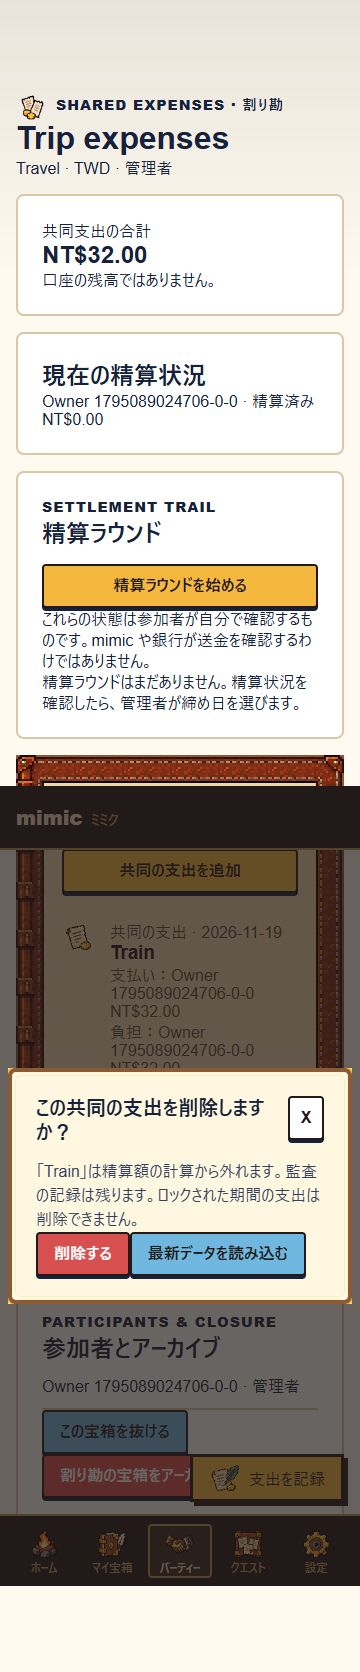 SHARED EXPENSES · 割り勘
Trip expenses
Travel · TWD · 管理者
共同支出の合計
NT$32.00
口座の残高ではありません。
現在の精算状況
Owner 1795089024706-0-0 · 精算済み
NT$0.00
SETTLEMENT TRAIL
精算ラウンド
精算ラウンドを始める
これらの状態は参加者が自分で確認するも
のです。mimic や銀行が送金を確認するわ
けではありません。
精算ラウンドはまだありません。精算状況を
確認したら、管理者が締め日を選びます。
mimic ミミク
共同の支出を追加
共同の支出 · 2026-11-19
Train
支払い：Owner
1795089024706-0-0
NT$32.00
負担：Owner
1795089024706-0-0
NT$32.00
この共同の支出を削除します
か？
X
「Train」は精算額の計算から外れます。監査
の記録は残ります。ロックされた期間の支出は
削除できません。
削除する
最新データを読み込む
PARTICIPANTS & CLOSURE
参加者とアーカイブ
Owner 1795089024706-0-0 · 管理者
この宝箱を抜ける
割り勘の宝箱をアー
支出を記録
ホーム
マイ宝箱
パーティー
クエスト
設定